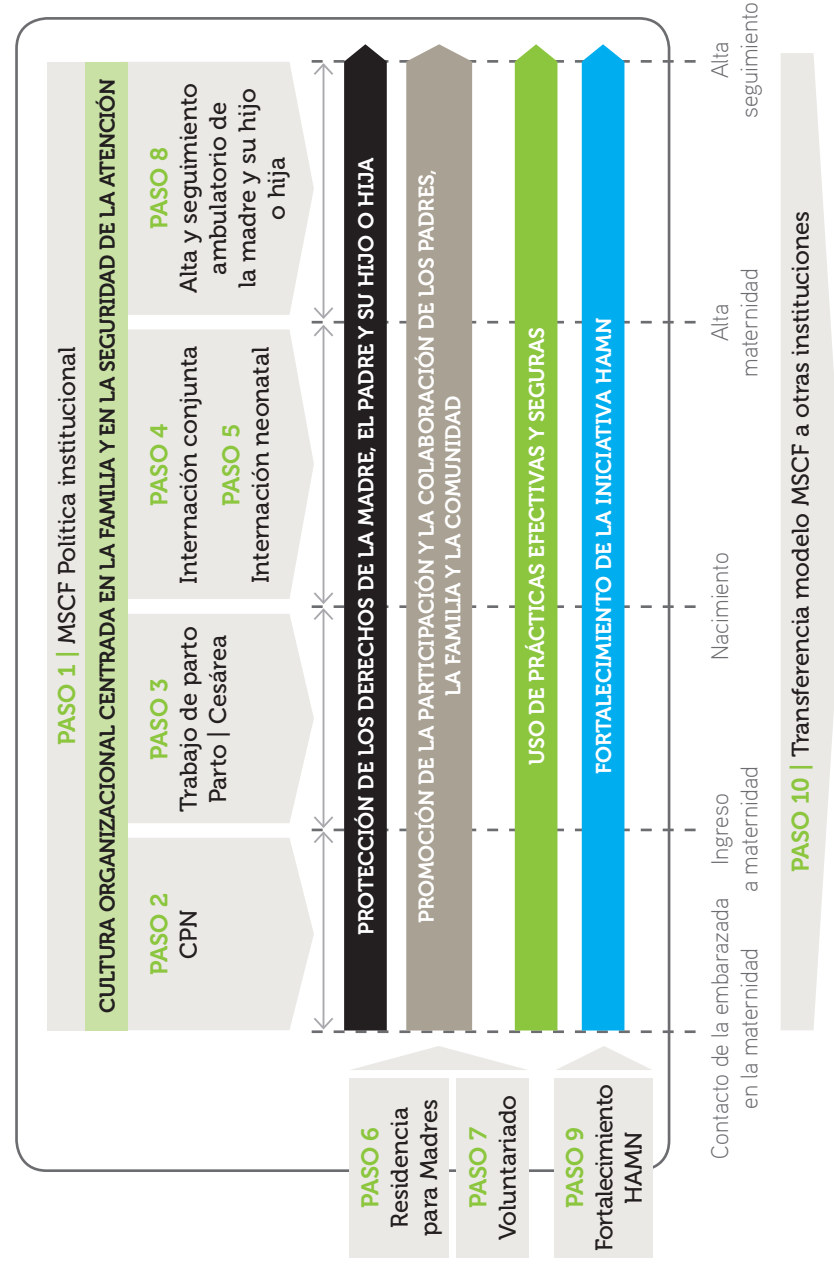 PASO 1 | MSCF Política institucional
CULTURA ORGANIZACIONAL CENTRADA EN LA FAMILIA Y EN LA SEGURIDAD DE LA ATENCIÓN
PASO 2
CPN
PASO 3
Trabajo de parto
Parto | Cesárea
PASO 4
Internación conjunta
PASO 5
Internación neonatal
PASO 8
Alta y seguimiento
ambulatorio de
la madre y su hijo
o hija
PASO 6
Residencia
para Madres
PASO 7
Voluntariado
PASO 9
Fortalecimiento
HAMN
PROTECCIÓN DE LOS DERECHOS DE LA MADRE, EL PADRE Y SU HIJO O HIJA
PROMOCIÓN DE LA PARTICIPACIÓN Y LA COLABORACIÓN DE LOS PADRES,
LA FAMILIA Y LA COMUNIDAD
USO DE PRÁCTICAS EFECTIVAS Y SEGURAS
FORTALECIMIENTO DE LA INICIATIVA HAMN
Contacto de la embarazada
en la maternidad
Ingreso
a maternidad
Nacimiento
Alta
maternidad
Alta
seguimiento
PASO 10 | Transferencia modelo MSCF a otras instituciones